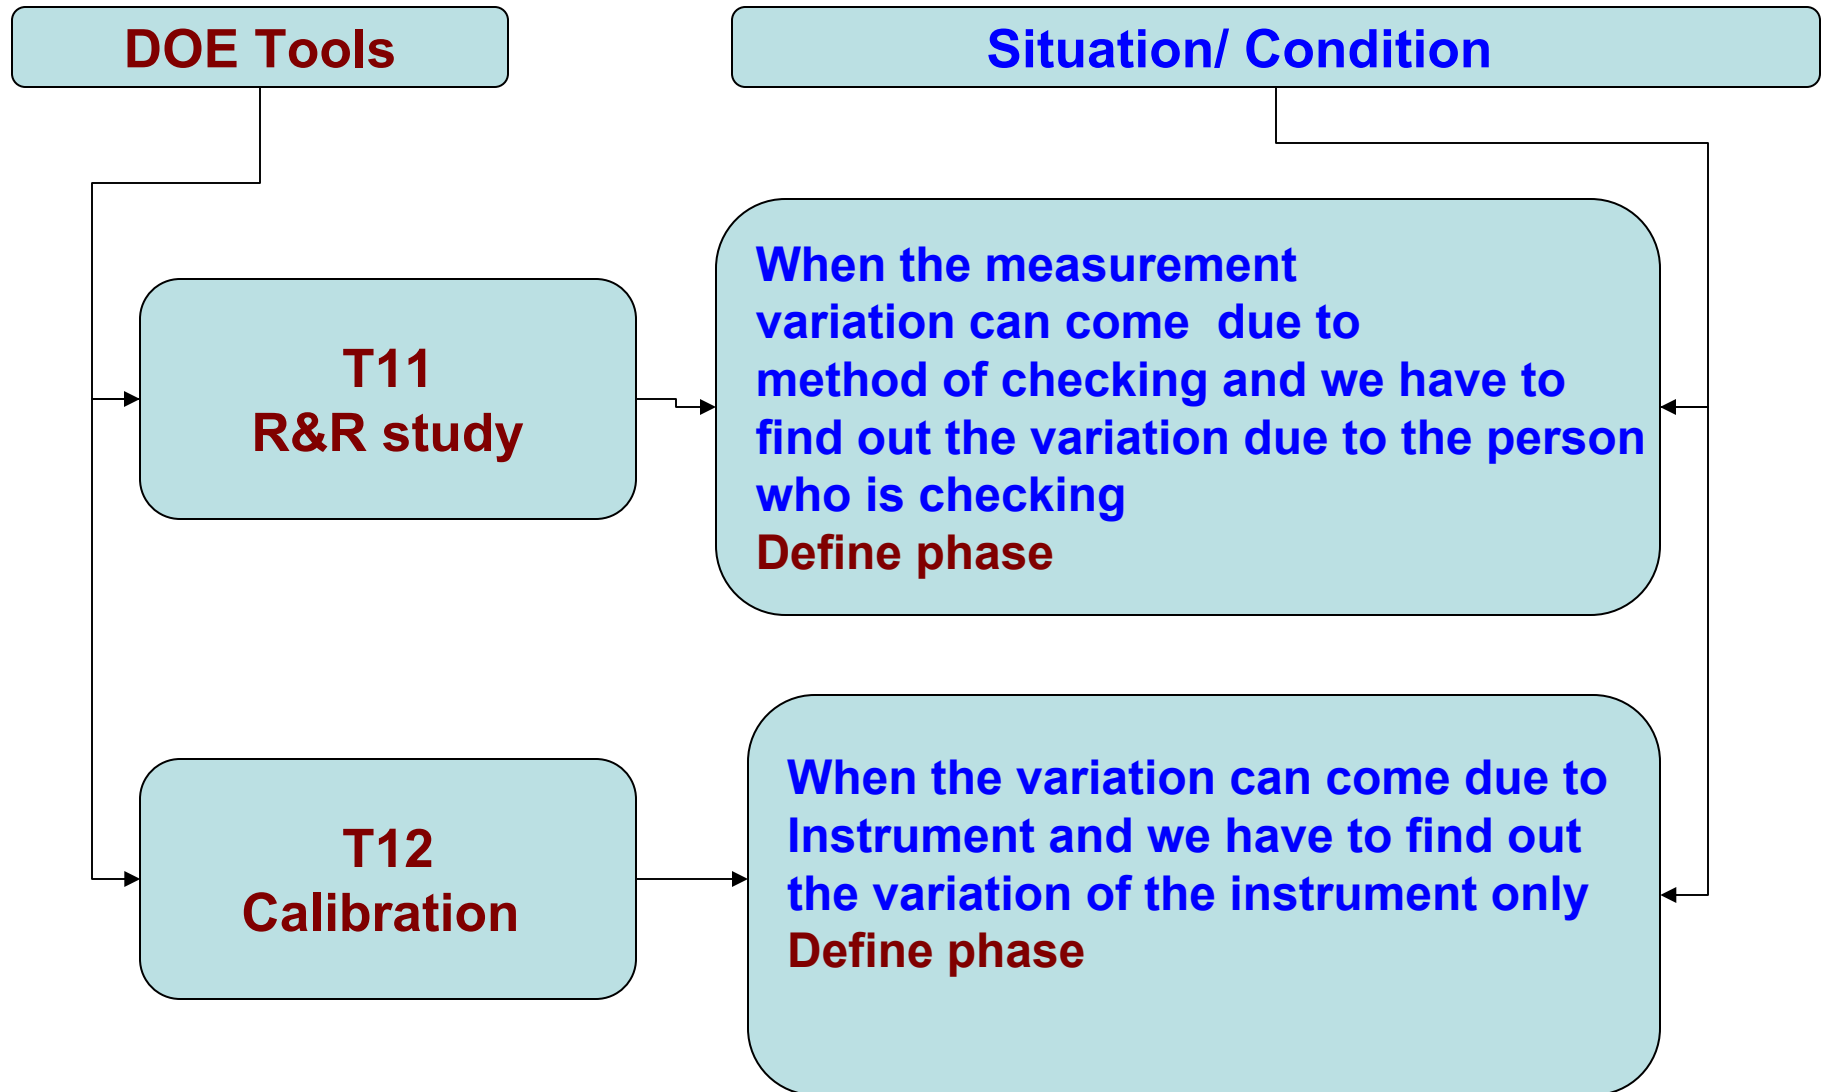 DOE Tools
Situation/ Condition
T11
R&R study
When the measurement
variation can come  due to
method of checking and we have to
find out the variation due to the person
who is checking
Define phase
T12
Calibration
When the variation can come due to
Instrument and we have to find out
the variation of the instrument only
Define phase